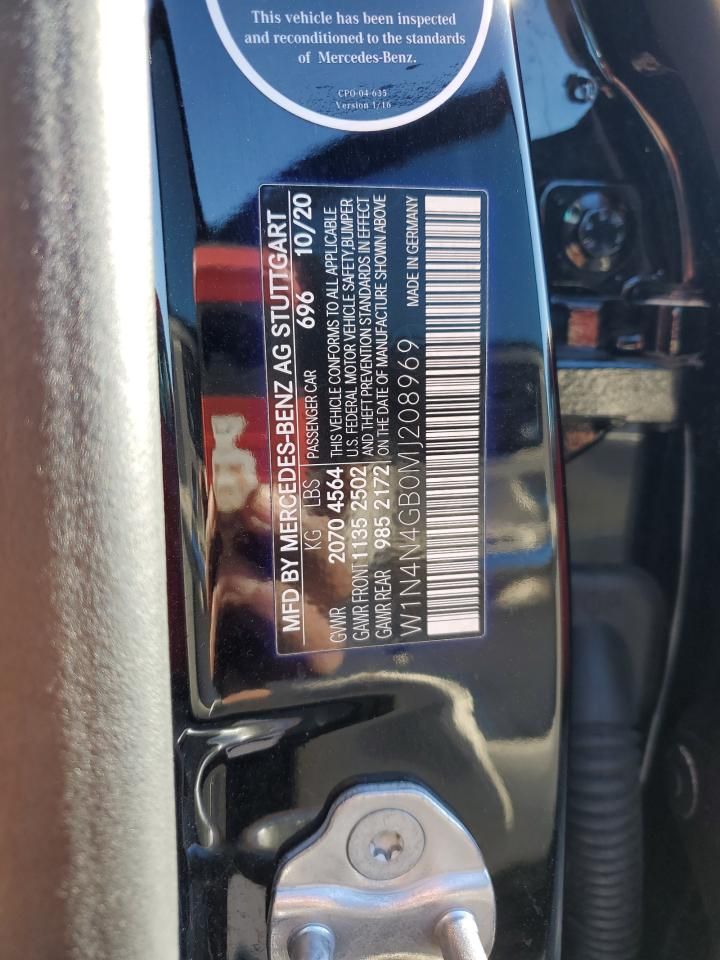 This vehicle has been inspected
and reconditioned to the standards
of Mercedes-Benz.
CPO-04-635
Version 1/16
MFD BY MERCEDES-BENZ AG STUTTGART
KG LBS PASSENGER CAR 696 10/20
GVWR 2070 4564 THIS VEHICLE CONFORMS TO ALL APPLICABLE
GAWR FRONT 1135 2502 U.S. FEDERAL MOTOR VEHICLE SAFETY,BUMPER
GAWR REAR 985 2172 AND THEFT PREVENTION STANDARDS IN EFFECT
ON THE DATE OF MANUFACTURE SHOWN ABOVE
W1N4N4GB0MJ208969 MADE IN GERMANY